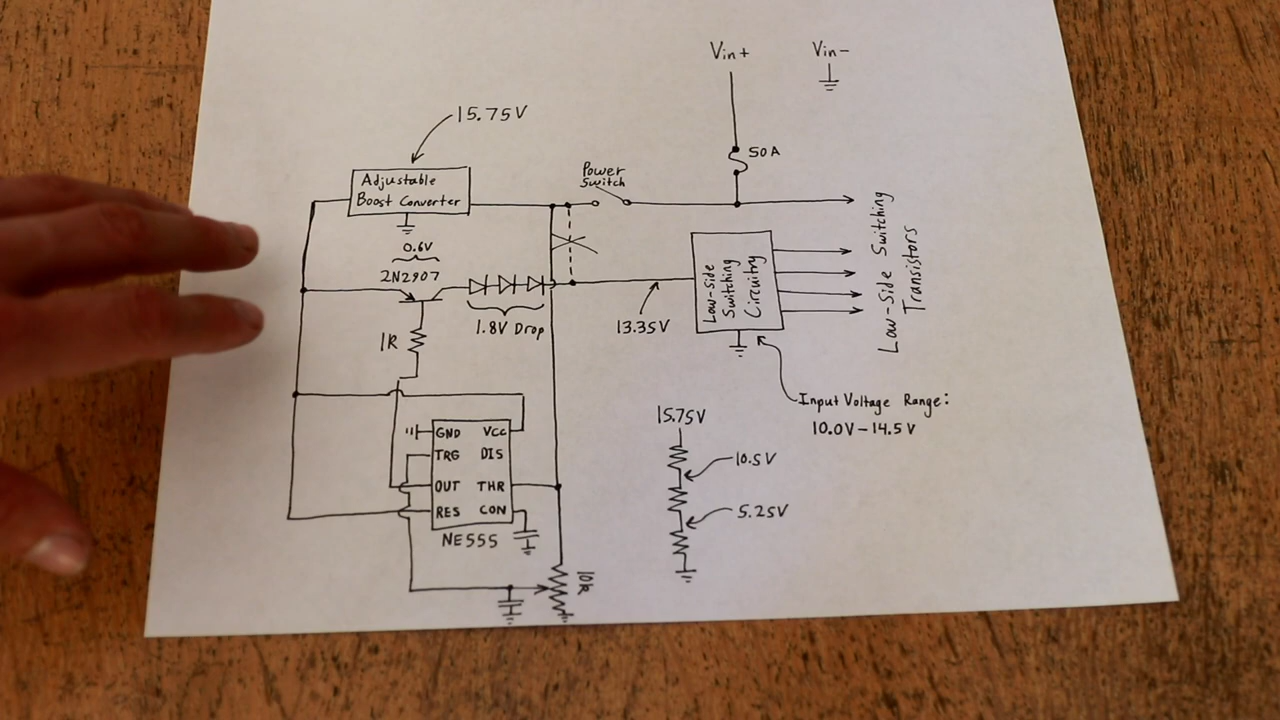 Vin+
Vin-
15.75V
50A
Power
Switch
Adjustable
Boost Converter
0.6V
2N2907
1.8V Drop
1R
13.35V
Low-Side
Switching
Circuitry
Low-Side Switching
Transistors
Input Voltage Range:
10.0V-14.5V
15.75V
10.5V
5.25V
GND VCC
TRG DIS
OUT THR
RES CON
NE555
10k